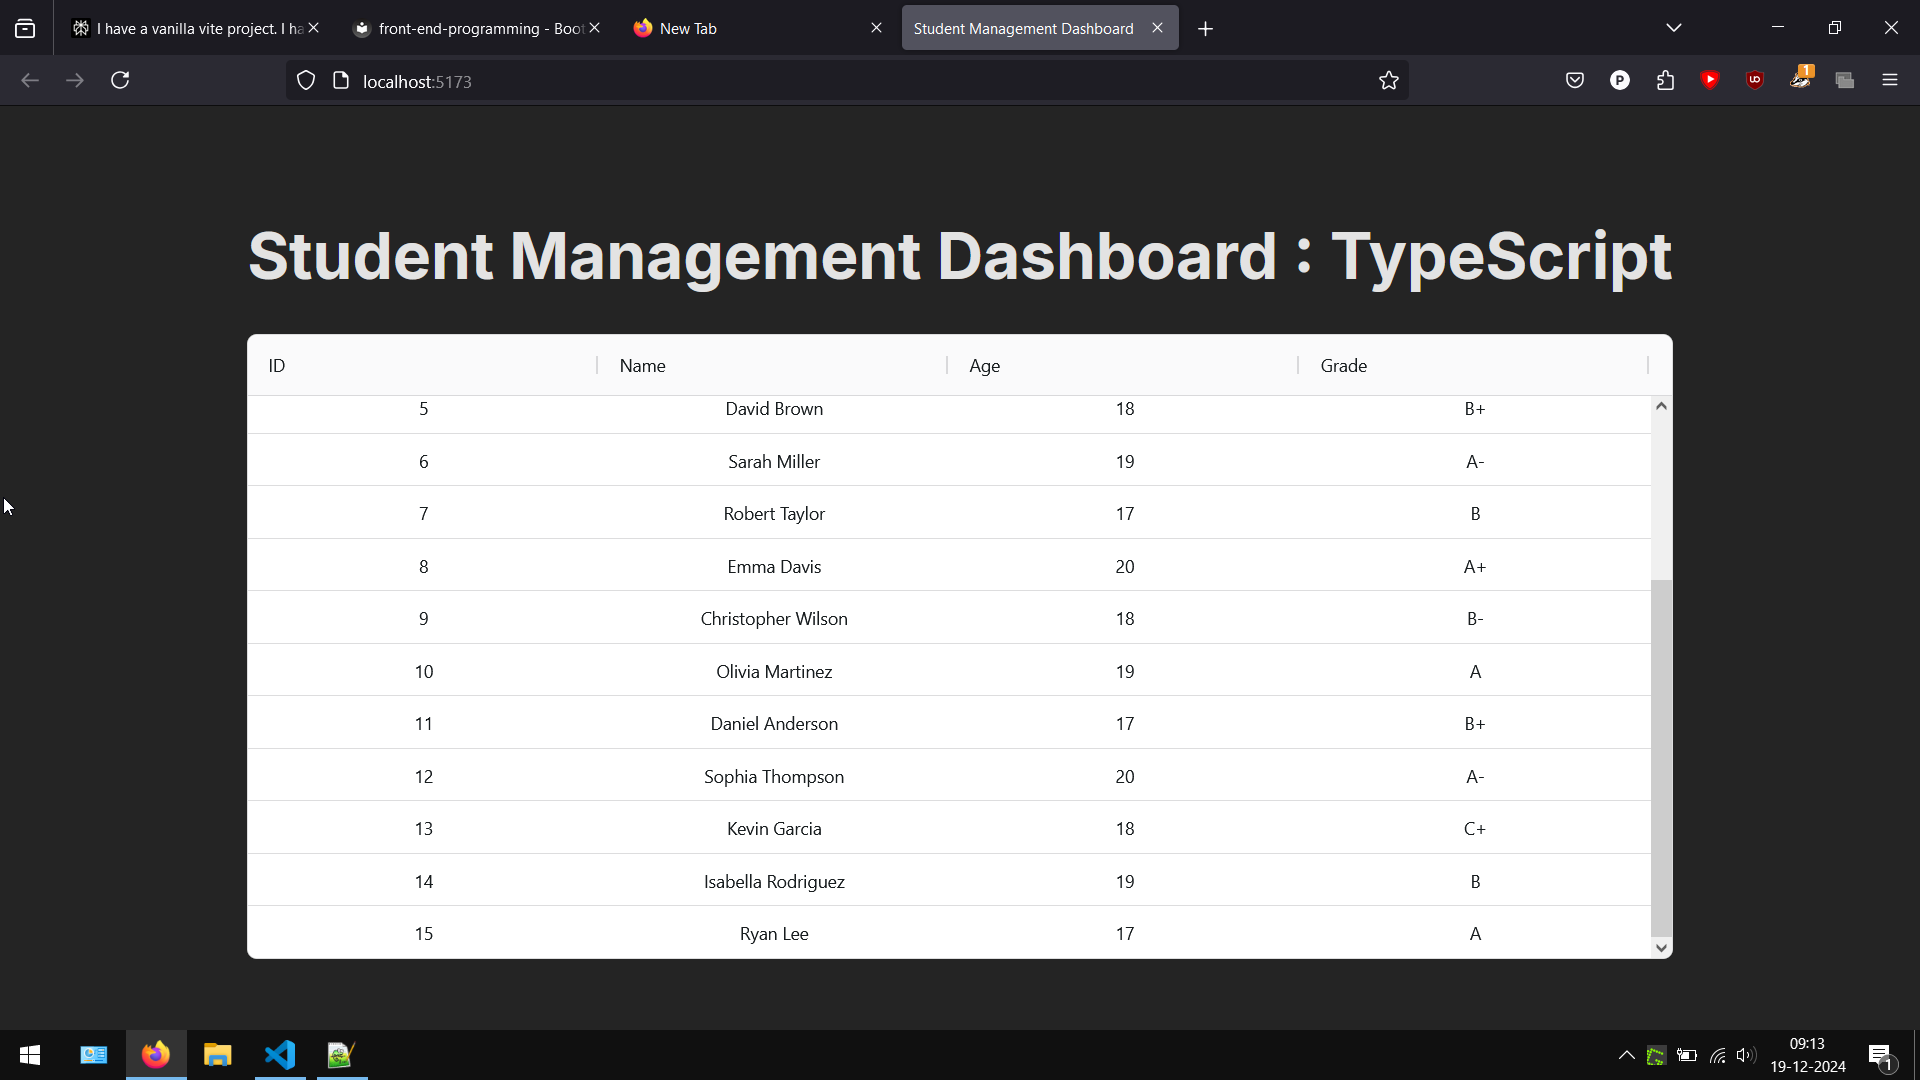 I have a vanilla vite project. I ha
front-end-programming - Boot
New Tab
Student Management Dashboard
localhost:5173
P
1
Student Management Dashboard : TypeScript
ID Name Age Grade
5 David Brown 18 B+
6 Sarah Miller 19 A-
7 Robert Taylor 17 B
8 Emma Davis 20 A+
9 Christopher Wilson 18 B-
10 Olivia Martinez 19 A
11 Daniel Anderson 17 B+
12 Sophia Thompson 20 A-
13 Kevin Garcia 18 C+
14 Isabella Rodriguez 19 B
15 Ryan Lee 17 A
09:13
19-12-2024
1